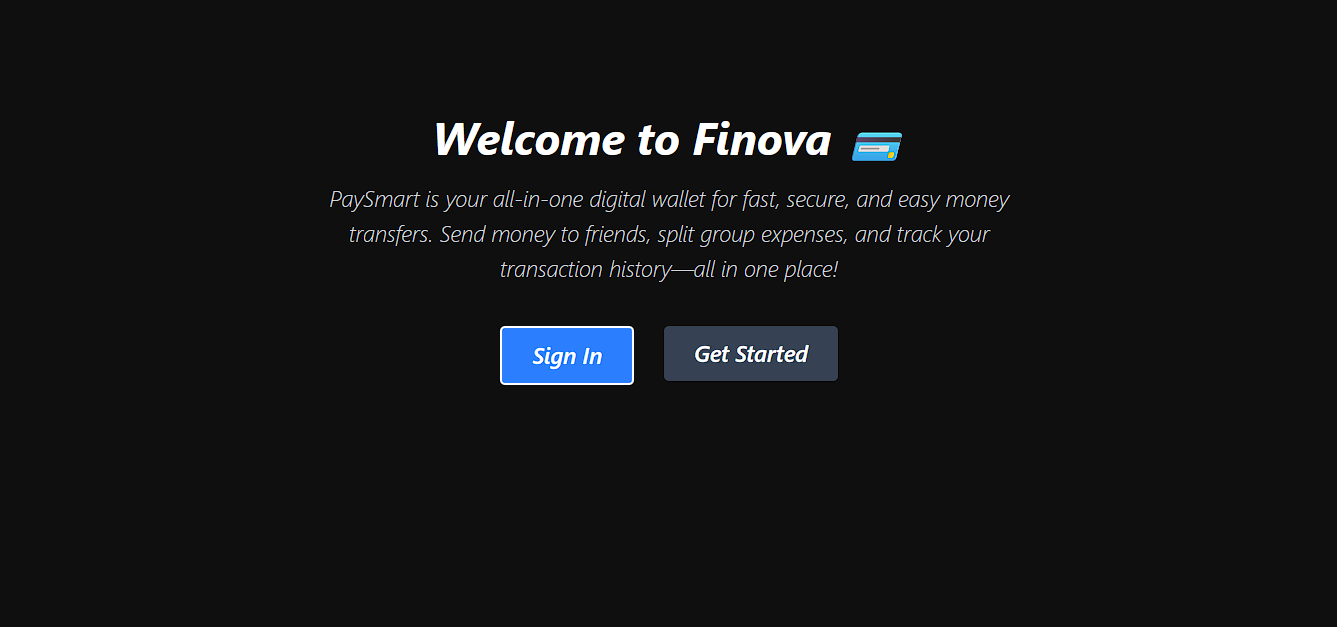 Welcome to Finova 💳
PaySmart is your all-in-one digital wallet for fast, secure, and easy money
transfers. Send money to friends, split group expenses, and track your
transaction history—all in one place!
Sign In
Get Started